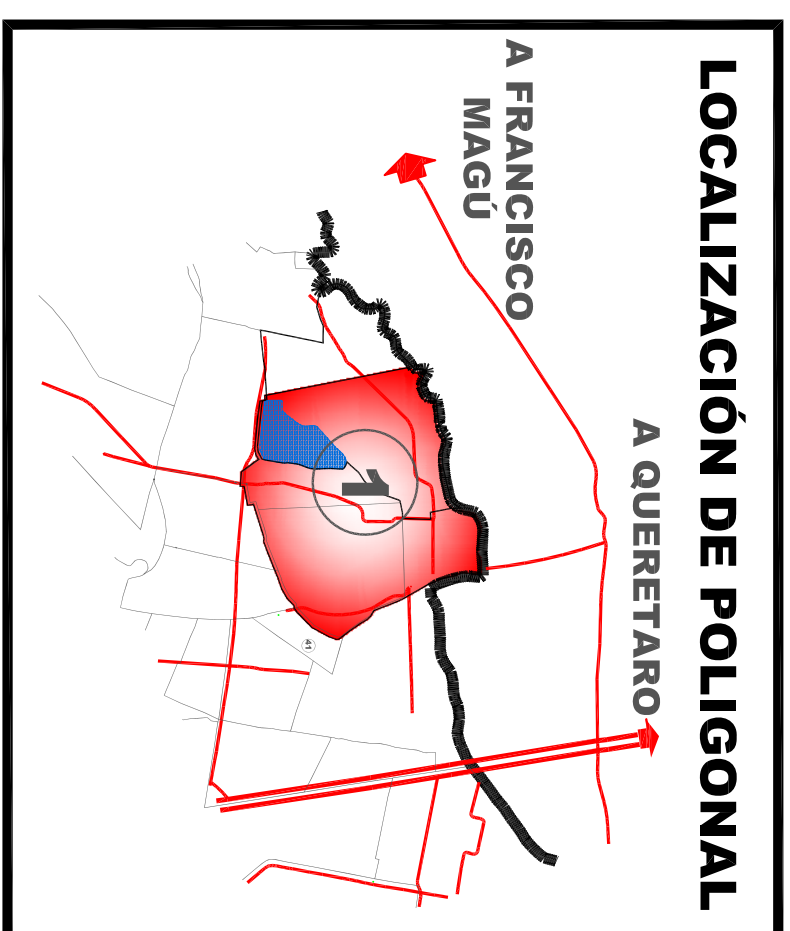 LOCALIZACIÓN DE POLIGONAL
A FRANCISCO
MAGÚ
A QUERETARO
1
41